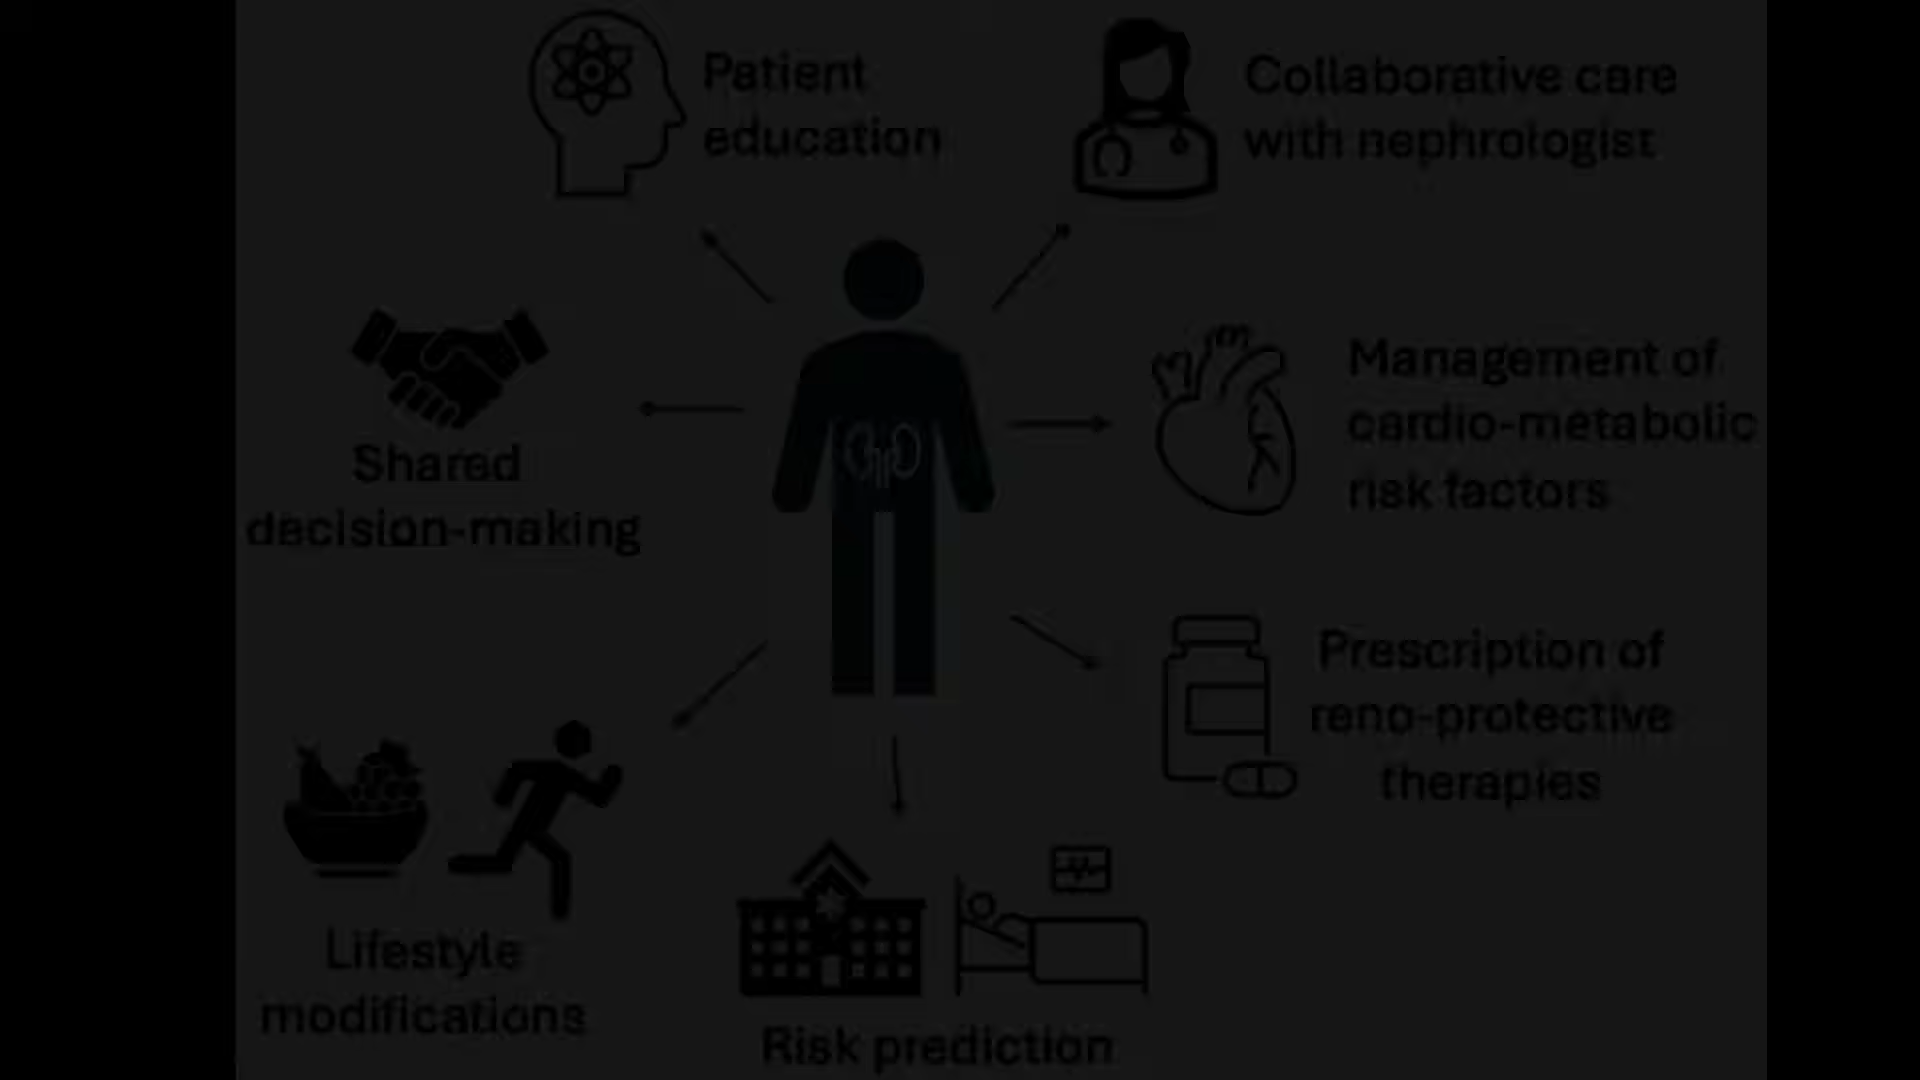 Patient
education
Collaborative care
with nephrologist
Shared
decision-making
Management of
cardio-metabolic
risk factors
Prescription of
reno-protective
therapies
Lifestyle
modifications
Risk prediction